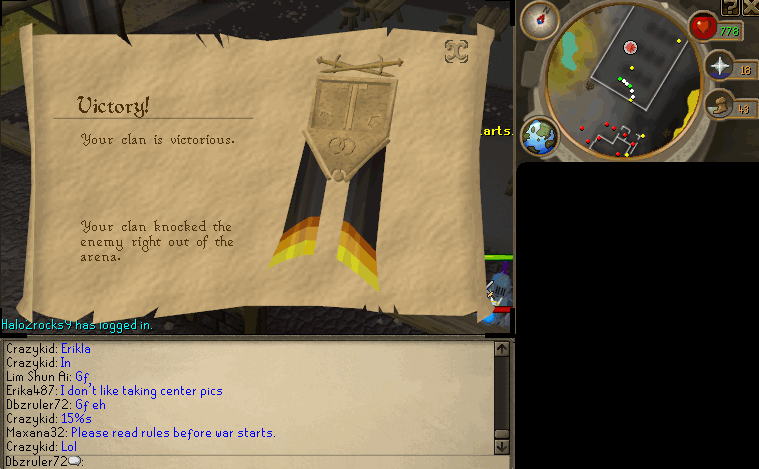 Victory!
Your clan is victorious.
Your clan knocked the
enemy right out of the
arena.
arts.
?
778
18
43
Halo2rocks9 has logged in.
Crazykid: Erikla
Crazykid: In
Lim Shun Ai: Gf,
Erika487: I don't like taking center pics
Dbzruler72: Gf eh
Crazykid: 15%s
Maxana32: Please read rules before war starts.
Crazykid: Lol
Dbzruler72: